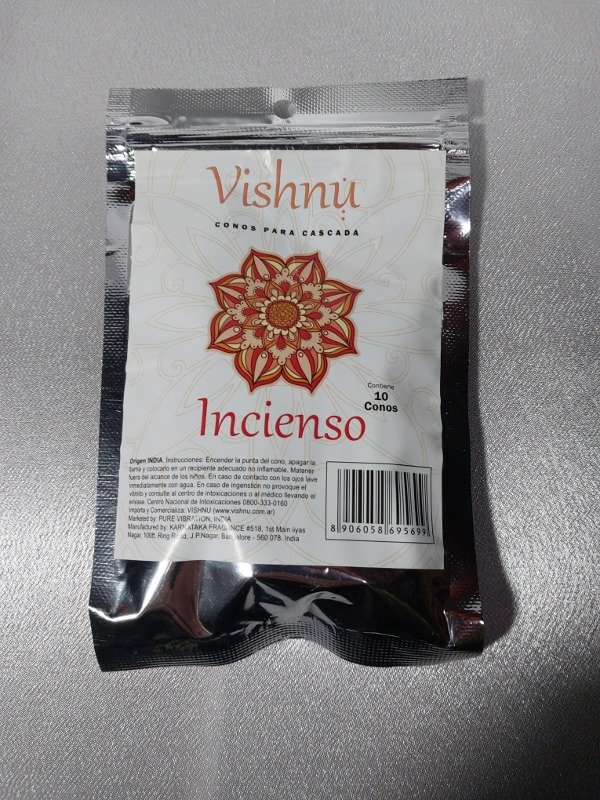 Vishnu
CONOS PARA CASCADA
Incienso
Contiene
10
Conos
Origen INDIA. Instrucciones: Encender la punta del cono, apagar la
llama y colocarlo en un recipiente adecuado no inflamable. Matener
fuera del alcance de los niños. En caso de contacto con los ojos lave
inmediatamente con agua. En caso de ingenstión no provoque el
vómito y consulte al centro de intoxicaciones o al médico llevando el
envase. Centro Nacional de Intoxicaciones 0800-333-0160
Importa y Comercializa: VISHNU (www.vishnu.com.ar)
Marketed by: PURE VIBRATION, INDIA
Manufactured by: KARNATAKA FRAGRANCE #518, 1st Main ilyas
Nagar, 100ft. Ring Road, J.P.Nagar, Bangalore - 560 078. India
8 906058 695699